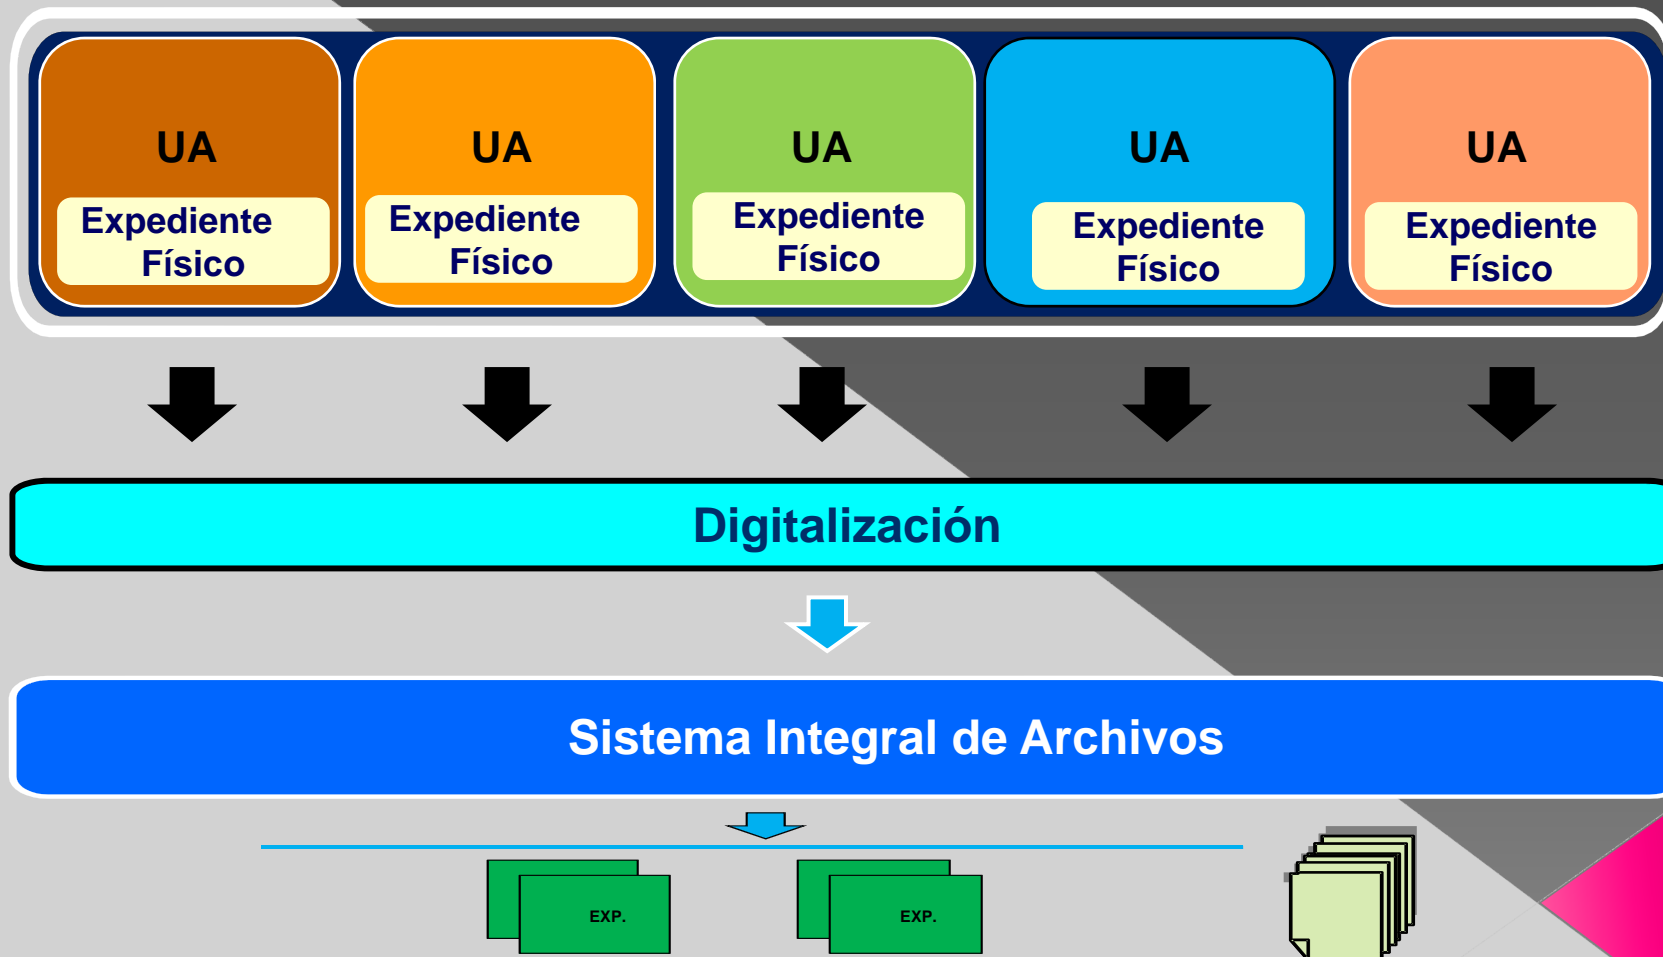 UA
Expediente
Físico
UA
Expediente
Físico
UA
Expediente
Físico
UA
Expediente
Físico
UA
Expediente
Físico
Digitalización
Sistema Integral de Archivos
EXP.
EXP.